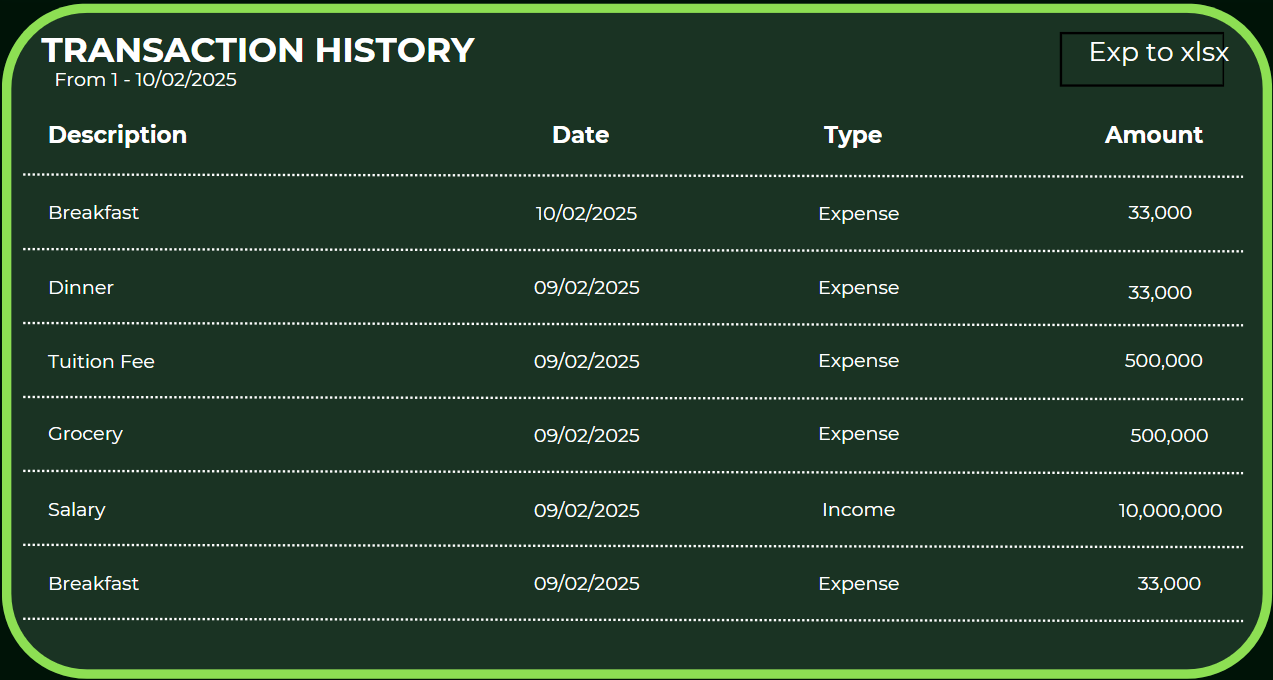 TRANSACTION HISTORY
Exp to xlsx
From 1 - 10/02/2025
Description Date Type Amount
Breakfast 10/02/2025 Expense 33,000
Dinner 09/02/2025 Expense 33,000
Tuition Fee 09/02/2025 Expense 500,000
Grocery 09/02/2025 Expense 500,000
Salary 09/02/2025 Income 10,000,000
Breakfast 09/02/2025 Expense 33,000